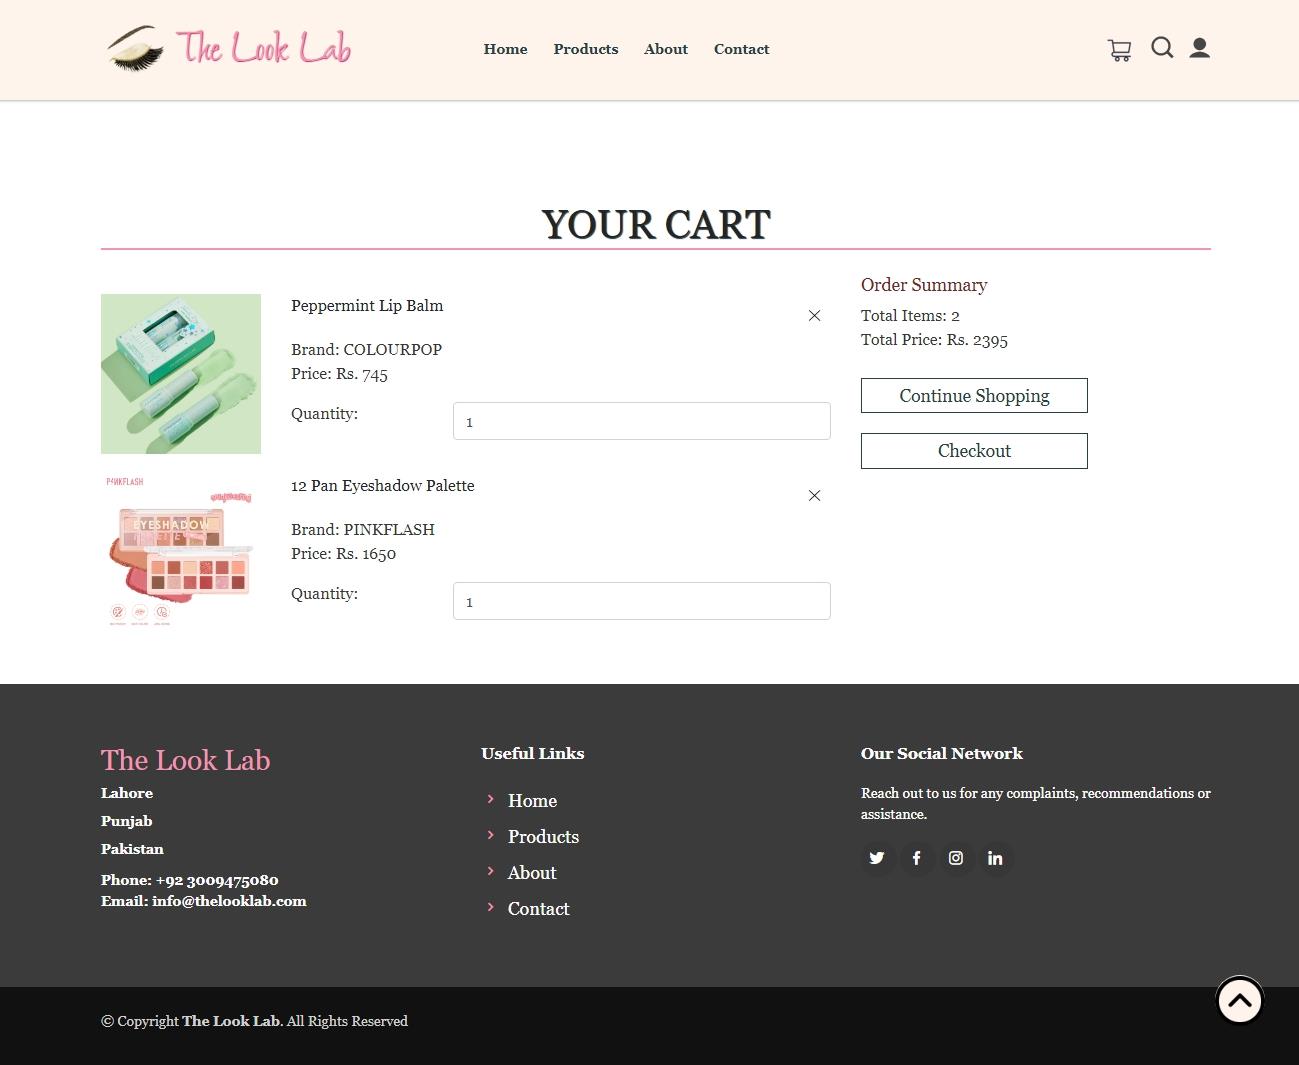 The Look Lab
Home
Products
About
Contact
YOUR CART
Peppermint Lip Balm
Brand: COLOURPOP
Price: Rs. 745
Quantity:
1
P4NKFLASH
EYESHADOW
12 Pan Eyeshadow Palette
Brand: PINKFLASH
Price: Rs. 1650
Quantity:
1
Order Summary
Total Items: 2
Total Price: Rs. 2395
Continue Shopping
Checkout
The Look Lab
Lahore
Punjab
Pakistan
Phone: +92 3009475080
Email: info@thelooklab.com
Useful Links
Home
Products
About
Contact
Our Social Network
Reach out to us for any complaints, recommendations or
assistance.
© Copyright The Look Lab. All Rights Reserved